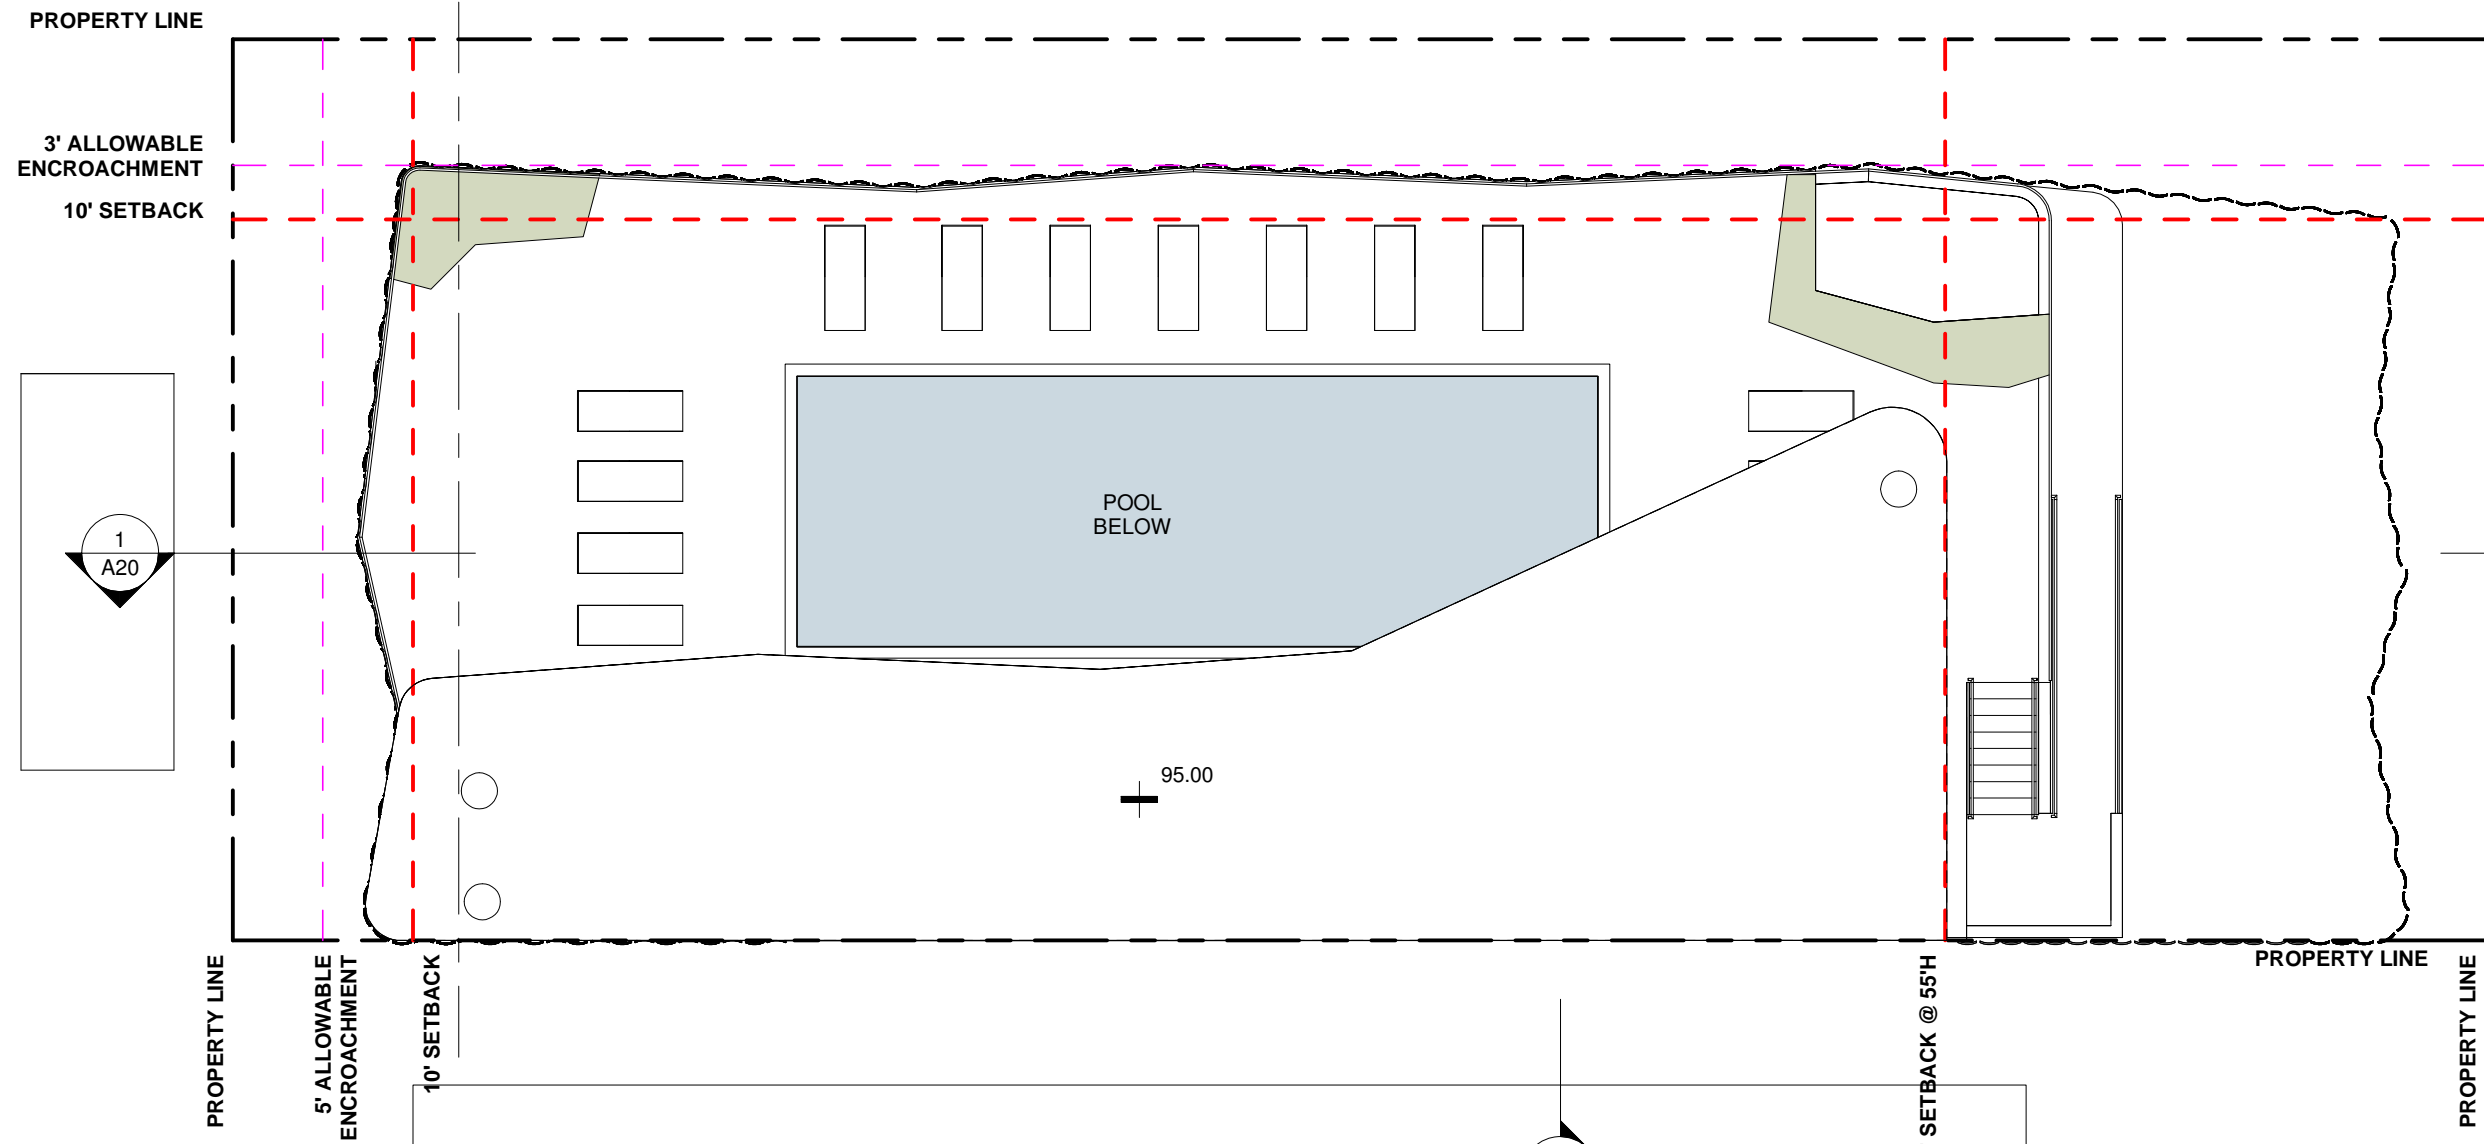 PROPERTY LINE
3' ALLOWABLE
ENCROACHMENT
10' SETBACK
POOL
BELOW
1
A20
95.00
PROPERTY LINE
PROPERTY LINE
5' ALLOWABLE
ENCROACHMENT
10' SETBACK
SETBACK @ 55'H
PROPERTY LINE